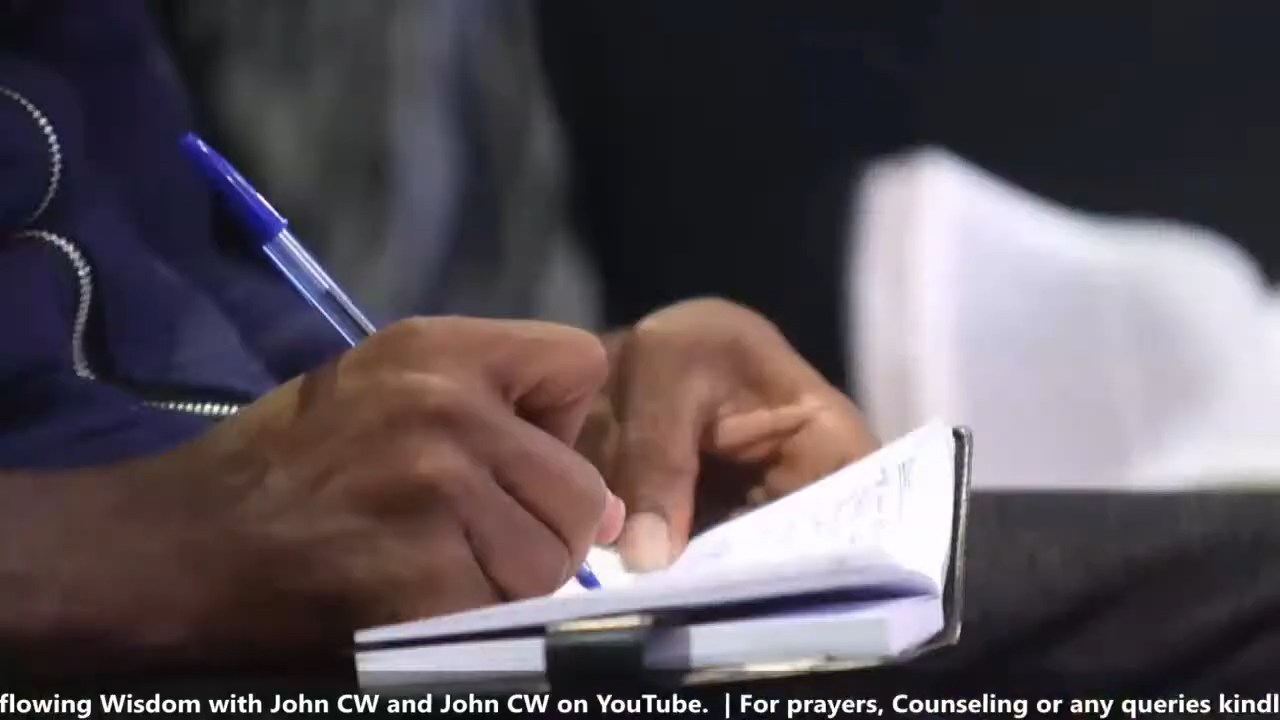 flowing Wisdom with John CW and John CW on YouTube. | For prayers, Counseling or any queries kindl